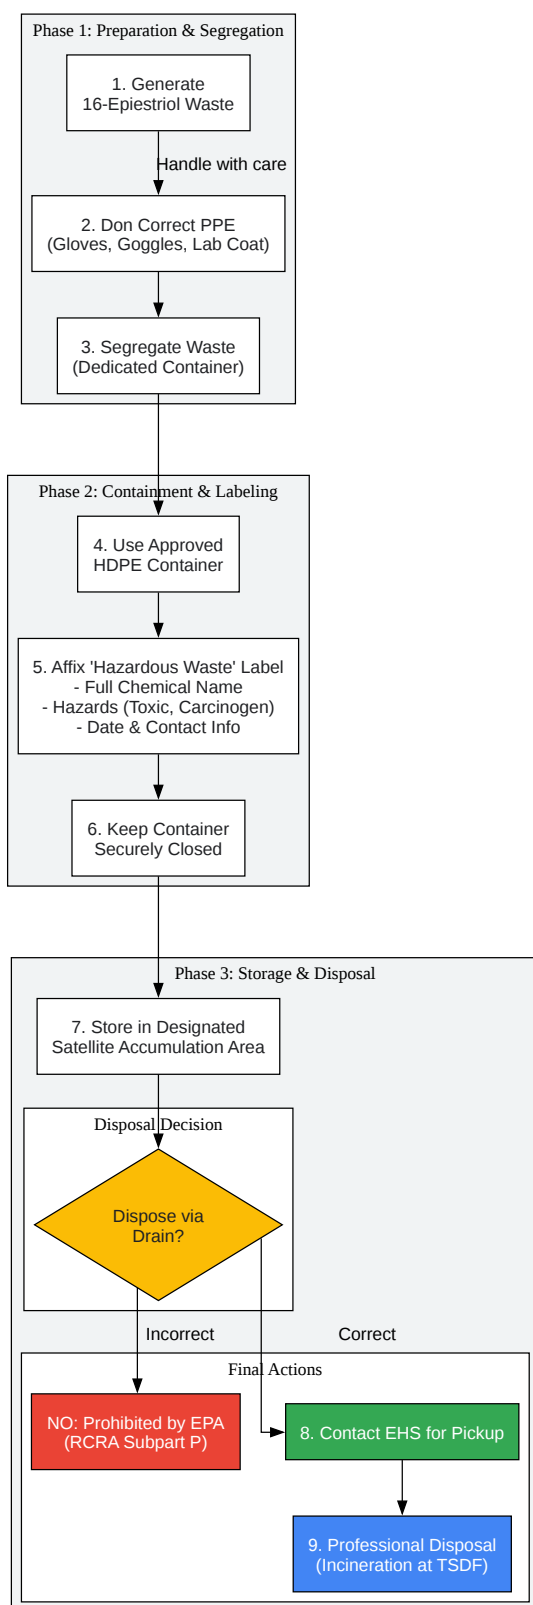 Phase 1: Preparation & Segregation
1. Generate
16-Epiestriol Waste
Handle with care
2. Don Correct PPE
(Gloves, Goggles, Lab Coat)
3. Segregate Waste
(Dedicated Container)
Phase 2: Containment & Labeling
4. Use Approved
HDPE Container
5. Affix 'Hazardous Waste' Label
- Full Chemical Name
- Hazards (Toxic, Carcinogen)
- Date & Contact Info
6. Keep Container
Securely Closed
Phase 3: Storage & Disposal
7. Store in Designated
Satellite Accumulation Area
Disposal Decision
Dispose via
Drain?
Incorrect
Correct
Final Actions
NO: Prohibited by EPA
(RCRA Subpart P)
8. Contact EHS for Pickup
9. Professional Disposal
(Incineration at TSDF)